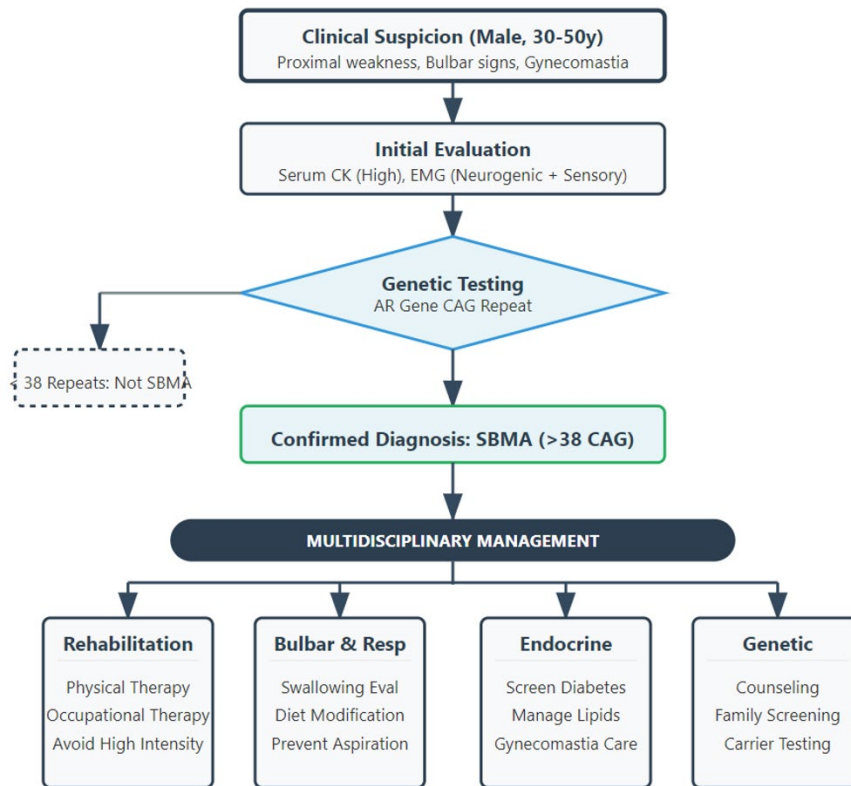 Clinical Suspicion (Male, 30-50y)
Proximal weakness, Bulbar signs, Gynecomastia
Initial Evaluation
Serum CK (High), EMG (Neurogenic + Sensory)
Genetic Testing
AR Gene CAG Repeat
< 38 Repeats: Not SBMA
Confirmed Diagnosis: SBMA (>38 CAG)
MULTIDISCIPLINARY MANAGEMENT
Rehabilitation
Physical Therapy
Occupational Therapy
Avoid High Intensity
Bulbar & Resp
Swallowing Eval
Diet Modification
Prevent Aspiration
Endocrine
Screen Diabetes
Manage Lipids
Gynecomastia Care
Genetic
Counseling
Family Screening
Carrier Testing